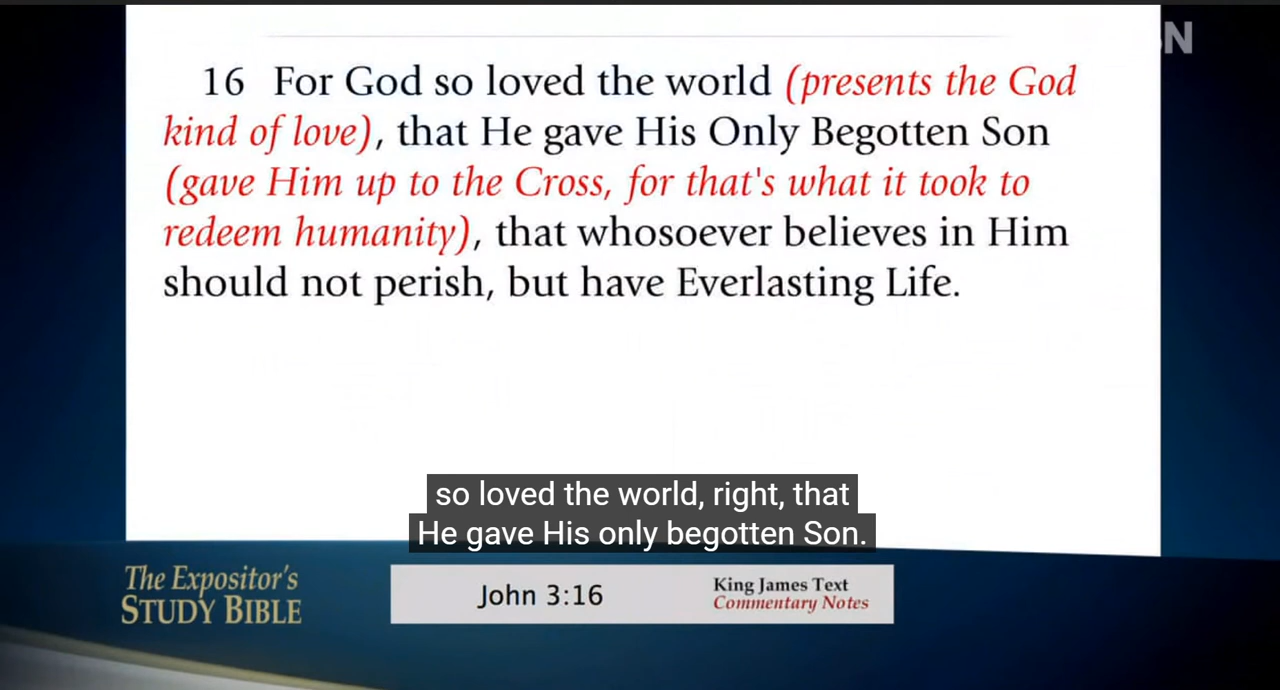 N
16 For God so loved the world (presents the God
kind of love), that He gave His Only Begotten Son
(gave Him up to the Cross, for that's what it took to
redeem humanity), that whosoever believes in Him
should not perish, but have Everlasting Life.
so loved the world, right, that
He gave His only begotten Son.
The Expositor's
STUDY BIBLE
John 3:16
King James Text
Commentary Notes